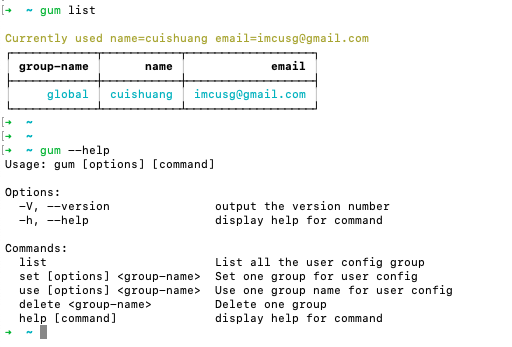 → ~ gum list
Currently used name=cuishuang email=imcusg@gmail.com
group-name name email
global cuishuang imcusg@gmail.com
→ ~
→ ~
→ ~ gum --help
Usage: gum [options] [command]
Options:
-V, --version output the version number
-h, --help display help for command
Commands:
list List all the user config group
set [options] <group-name> Set one group for user config
use [options] <group-name> Use one group name for user config
delete <group-name> Delete one group
help [command] display help for command
→ ~